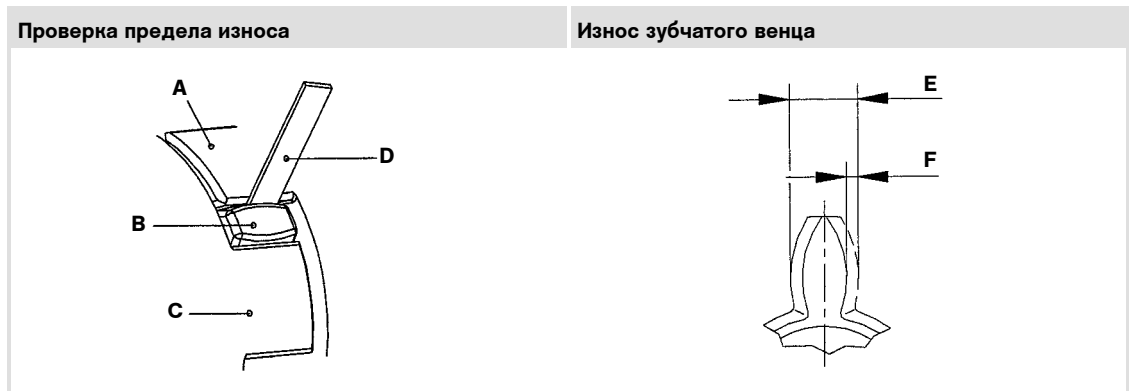 Проверка предела износа
Износ зубчатого венца
A
B
C
D
E
F